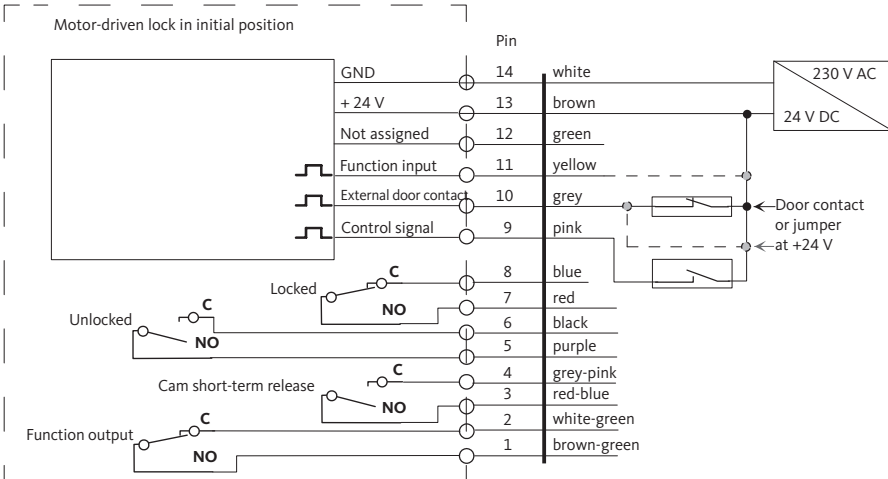 Motor-driven lock in initial position
Pin
GND 14 white
230 V AC
+ 24 V 13 brown
24 V DC
Not assigned 12 green
Function input 11 yellow
External door contact 10 grey
Door contact
or jumper
at +24 V
Control signal 9 pink
Locked C 8 blue
NO 7 red
Unlocked C 6 black
NO 5 purple
Cam short-term release C 4 grey-pink
NO 3 red-blue
Function output C 2 white-green
NO 1 brown-green